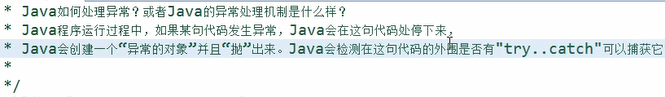 * Java如何处理异常？或者Java的异常处理机制是什么样？
* Java程序运行过程中，如果某句代码发生异常，Java会在这句代码处停下来，
* Java会创建一个“异常的对象”并且“抛”出来。Java会检测在这句代码的外围是否有"try..catch"可以捕获它
*
*/